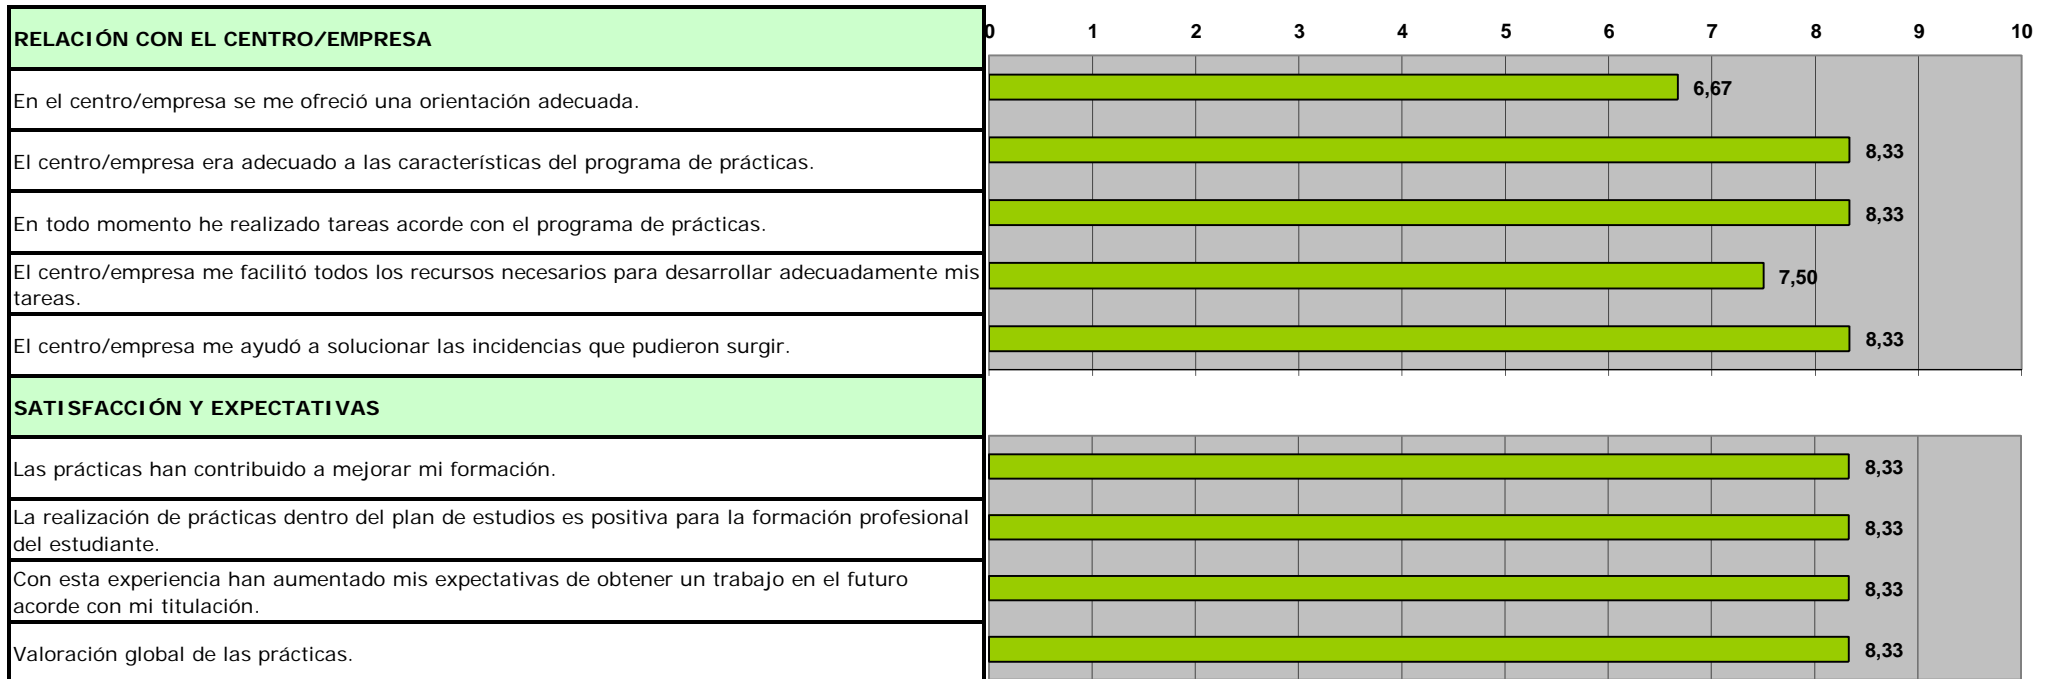 RELACIÓN CON EL CENTRO/EMPRESA
0 1 2 3 4 5 6 7 8 9 10
En el centro/empresa se me ofreció una orientación adecuada.
6,67
El centro/empresa era adecuado a las características del programa de prácticas.
8,33
En todo momento he realizado tareas acorde con el programa de prácticas.
8,33
El centro/empresa me facilitó todos los recursos necesarios para desarrollar adecuadamente mis
tareas.
7,50
El centro/empresa me ayudó a solucionar las incidencias que pudieron surgir.
8,33
SATISFACCIÓN Y EXPECTATIVAS
Las prácticas han contribuido a mejorar mi formación.
8,33
La realización de prácticas dentro del plan de estudios es positiva para la formación profesional
del estudiante.
8,33
Con esta experiencia han aumentado mis expectativas de obtener un trabajo en el futuro
acorde con mi titulación.
8,33
Valoración global de las prácticas.
8,33